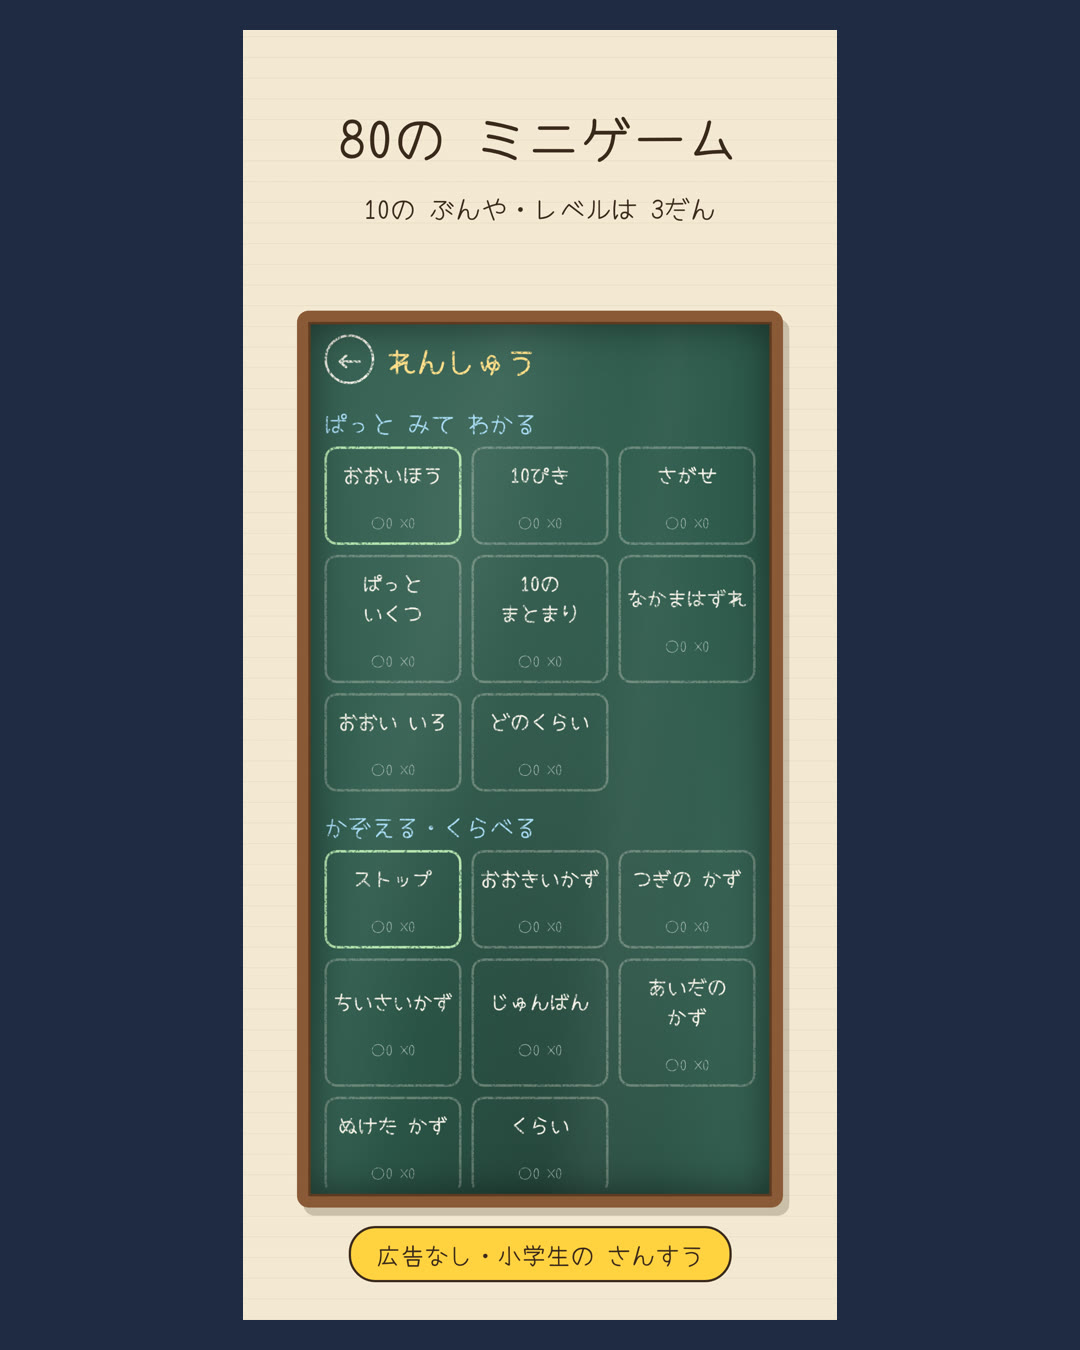 80の ミニゲーム
10の ぶんや・レベルは 3だん
← れんしゅう
ぱっと みて わかる
おおいほう
○0 ×0
10ぴき
○0 ×0
さがせ
○0 ×0
ぱっと
いくつ
○0 ×0
10の
まとまり
○0 ×0
なかまはずれ
○0 ×0
おおい いろ
○0 ×0
どのくらい
○0 ×0
かぞえる・くらべる
ストップ
○0 ×0
おおきいかず
○0 ×0
つぎの かず
○0 ×0
ちいさいかず
○0 ×0
じゅんばん
○0 ×0
あいだの
かず
○0 ×0
ぬけた かず
○0 ×0
くらい
○0 ×0
広告なし・小学生の さんすう